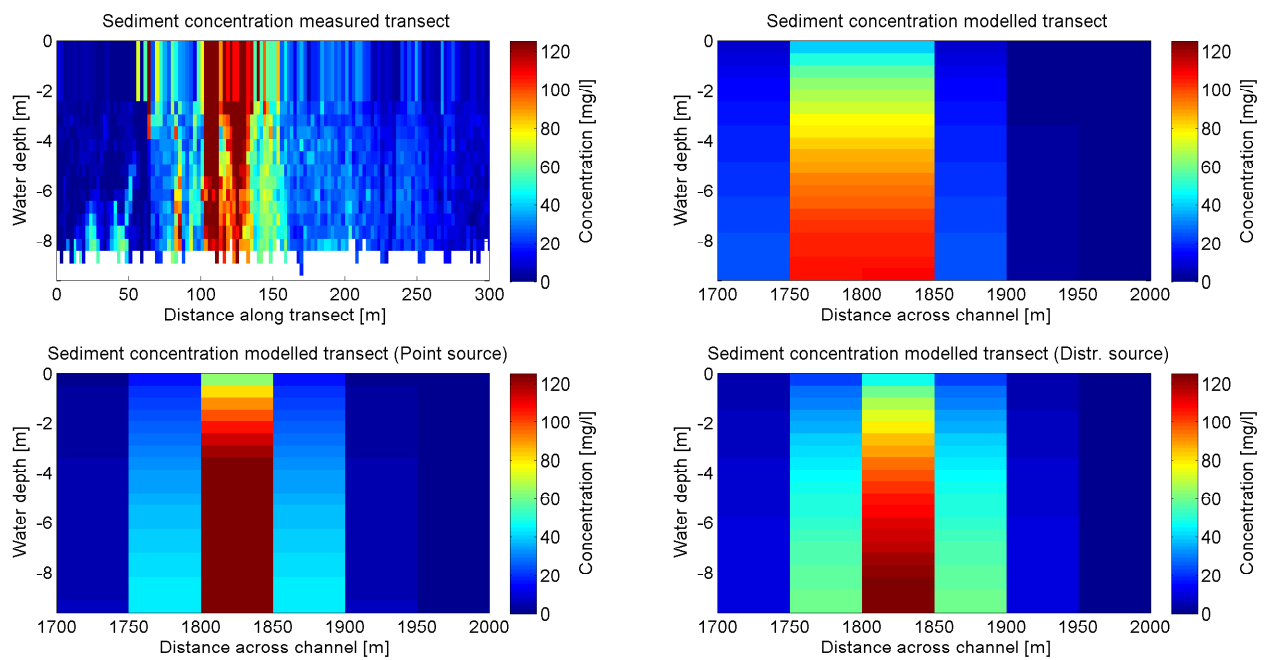 Sediment concentration measured transect
0
-2
-4
-6
-8
Water depth [m]
0 50 100 150 200 250 300
Distance along transect [m]
120
100
80
60
40
20
0
Concentration [mg/l]
Sediment concentration modelled transect
0
-2
-4
-6
-8
Water depth [m]
1700 1750 1800 1850 1900 1950 2000
Distance across channel [m]
120
100
80
60
40
20
0
Concentration [mg/l]
Sediment concentration modelled transect (Point source)
0
-2
-4
-6
-8
Water depth [m]
1700 1750 1800 1850 1900 1950 2000
Distance across channel [m]
120
100
80
60
40
20
0
Concentration [mg/l]
Sediment concentration modelled transect (Distr. source)
0
-2
-4
-6
-8
Water depth [m]
1700 1750 1800 1850 1900 1950 2000
Distance across channel [m]
120
100
80
60
40
20
0
Concentration [mg/l]